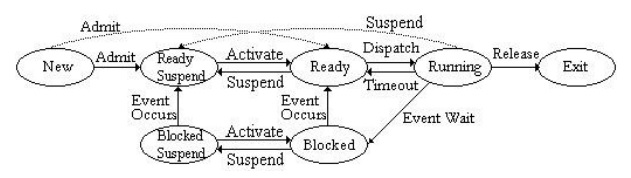 Admit
Suspend
New
Admit
Ready
Suspend
Activate
Suspend
Ready
Dispatch
Timeout
Running
Release
Exit
Event
Occurs
Event
Occurs
Event Wait
Blocked
Suspend
Activate
Suspend
Blocked